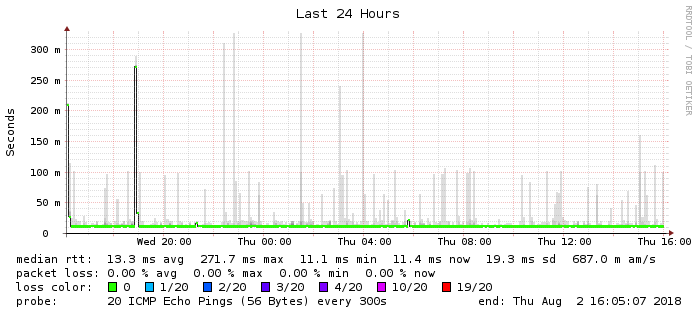 Last 24 Hours
RRDTOOL / TOBI OETIKER
Seconds
300 m
250 m
200 m
150 m
100 m
50 m
0
Wed 20:00 Thu 00:00 Thu 04:00 Thu 08:00 Thu 12:00 Thu 16:00
median rtt: 13.3 ms avg 271.7 ms max 11.1 ms min 11.4 ms now 19.3 ms sd 687.0 m am/s
packet loss: 0.00 % avg 0.00 % max 0.00 % min 0.00 % now
loss color: 0 1/20 2/20 3/20 4/20 10/20 19/20
probe: 20 ICMP Echo Pings (56 Bytes) every 300s end: Thu Aug 2 16:05:07 2018